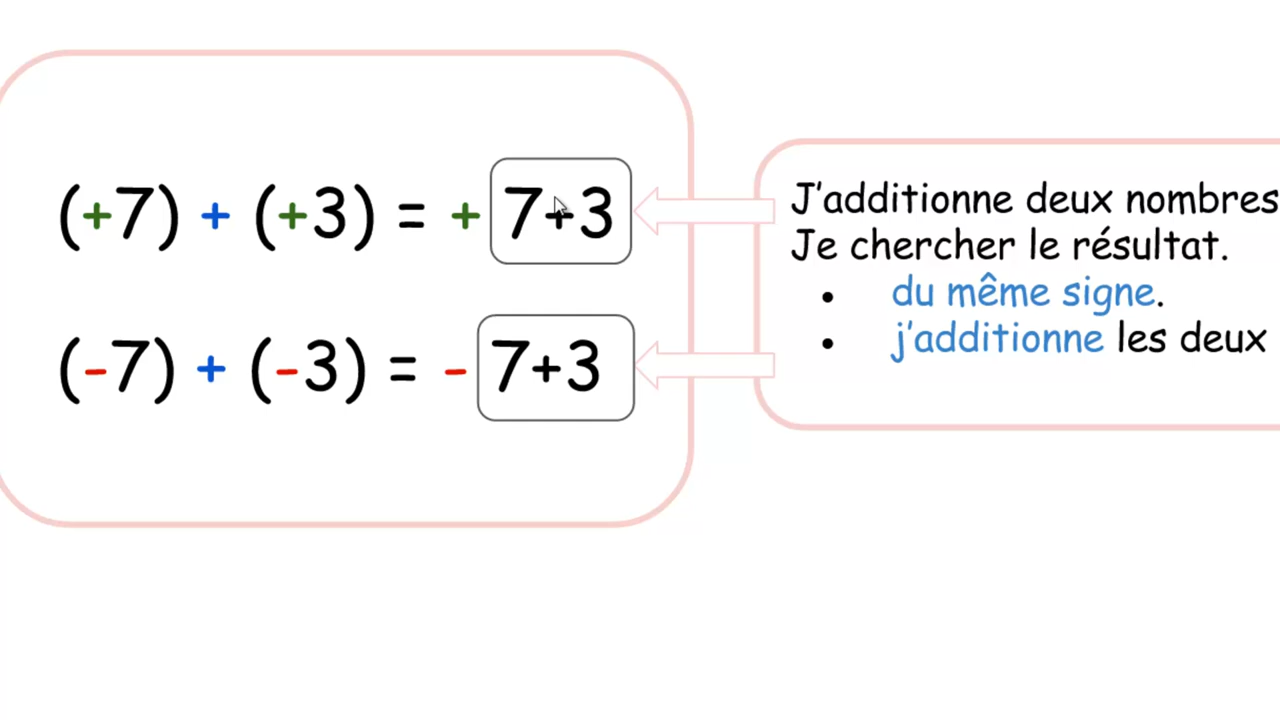 (+7) + (+3) = + 7+3
(-7) + (-3) = - 7+3
J'additionne deux nombres
Je chercher le résultat.
• du même signe.
• j'additionne les deux